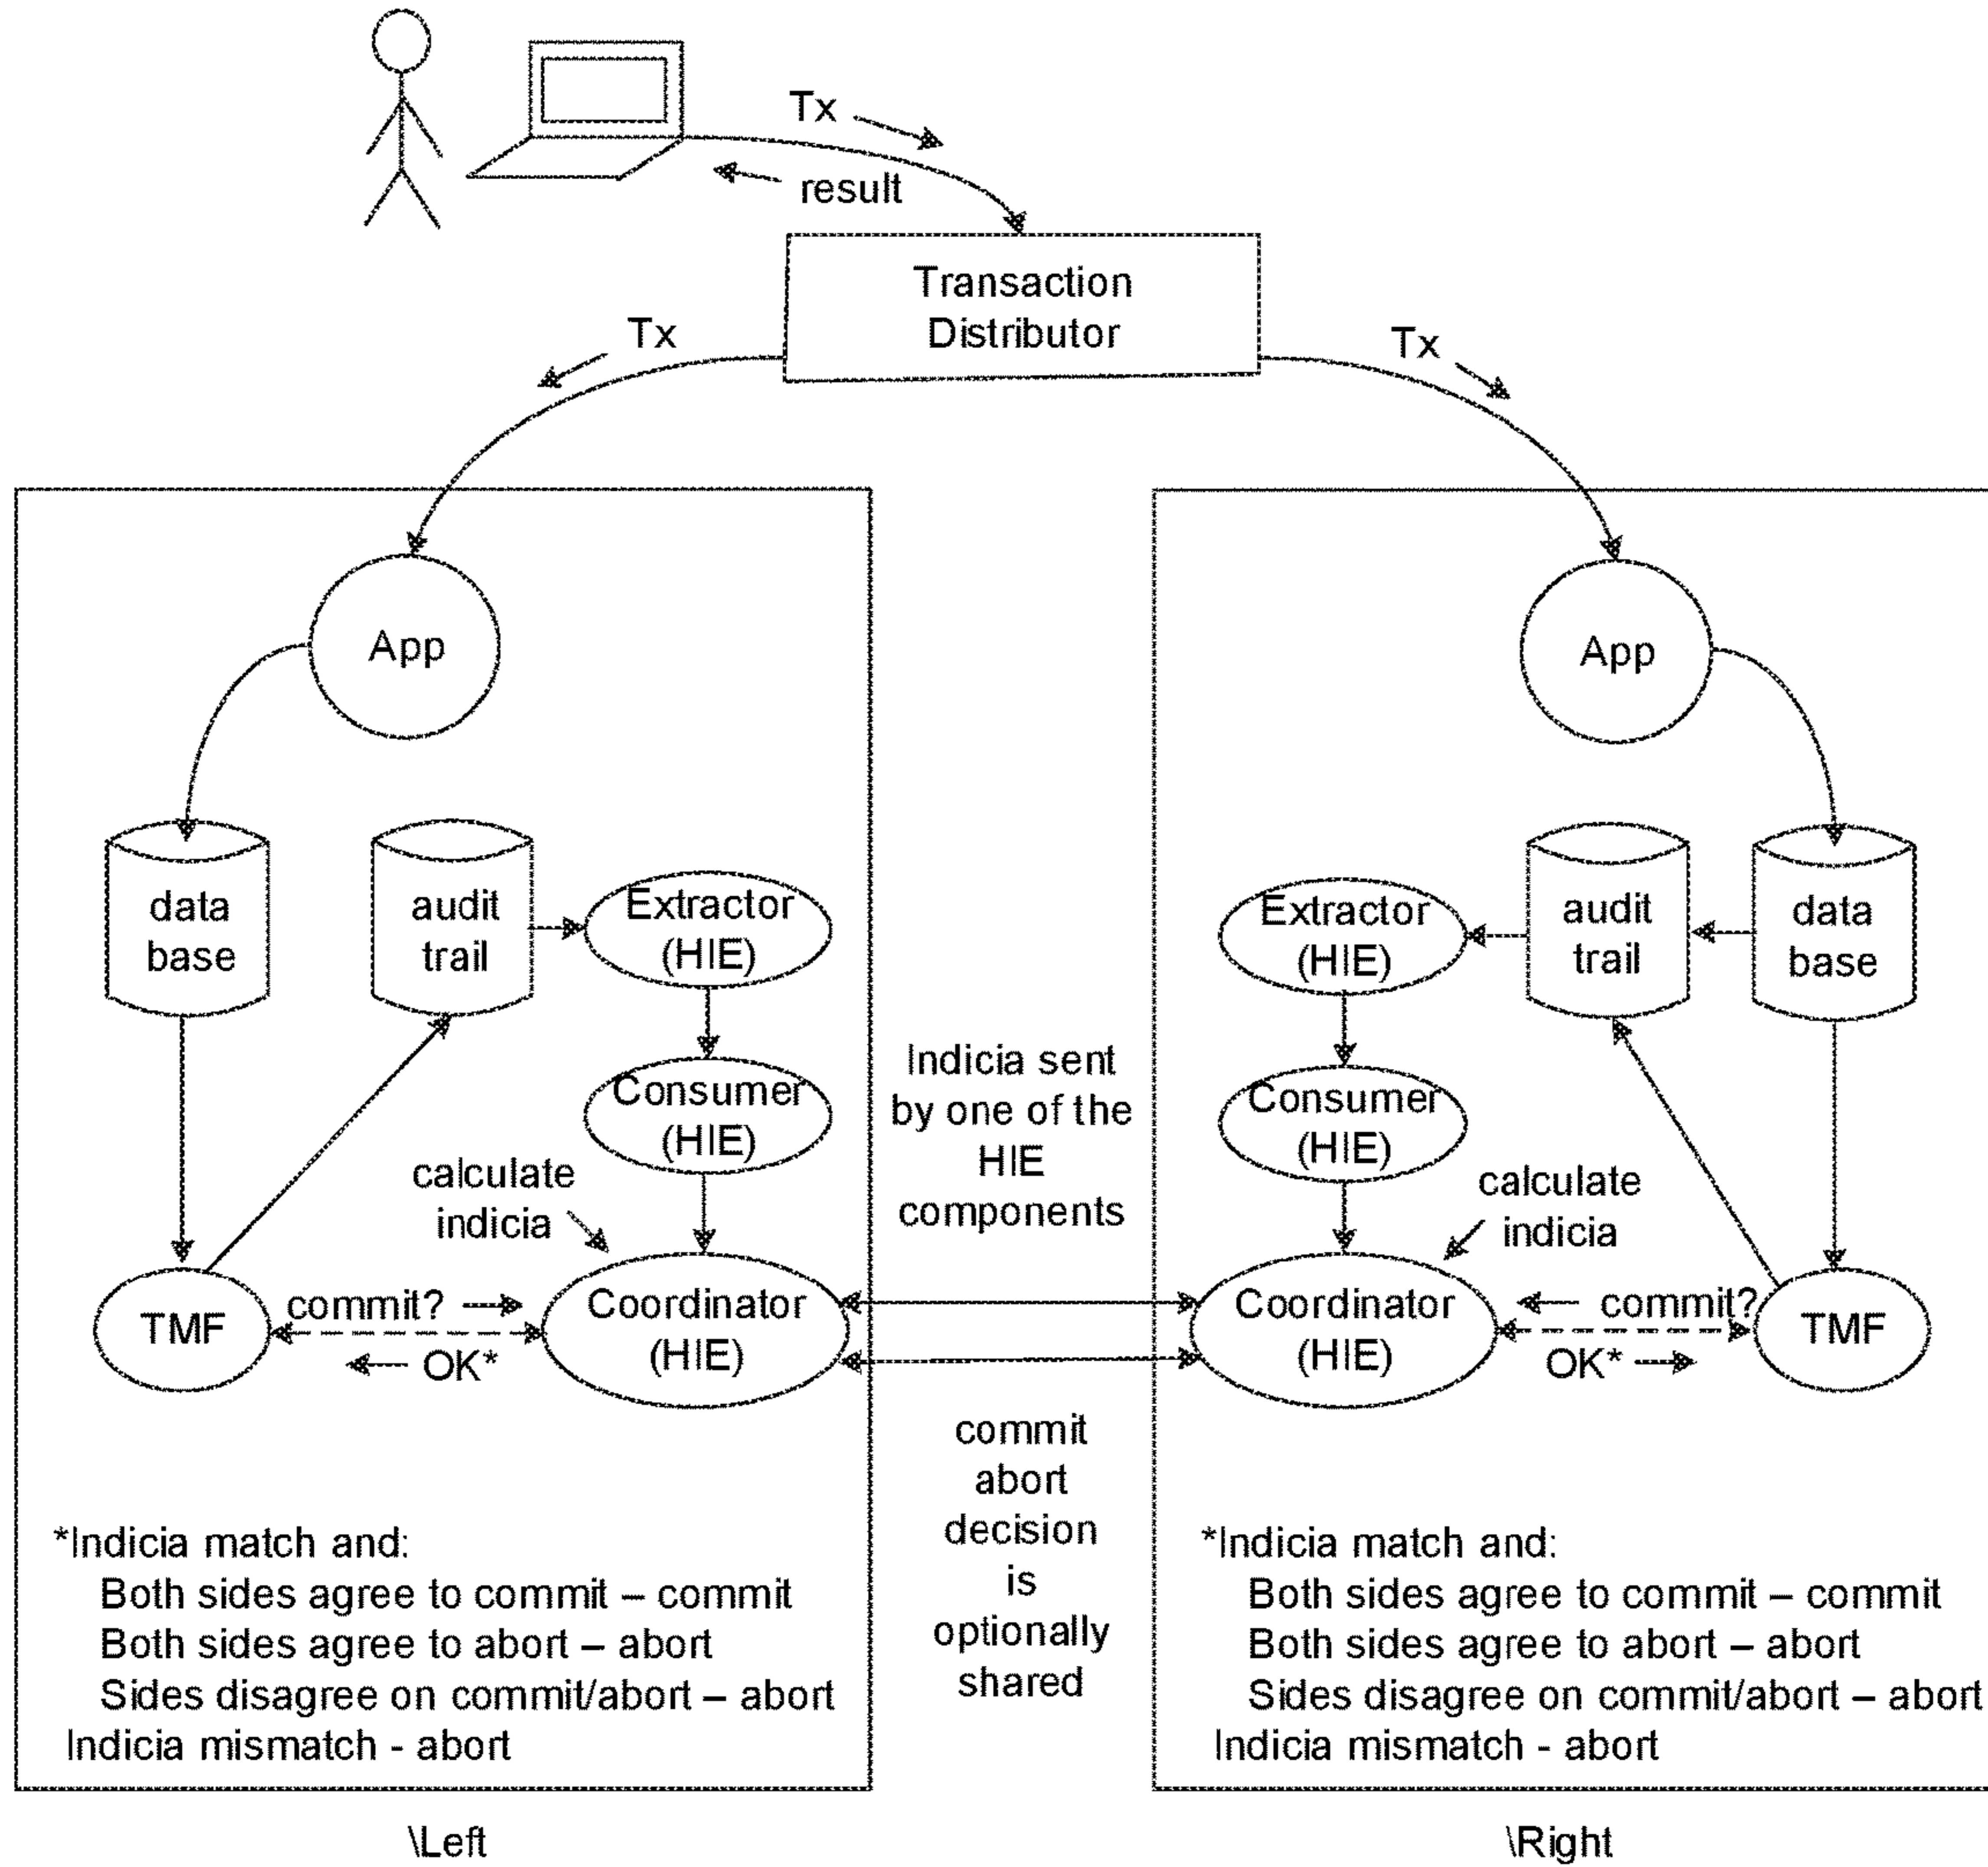 Tx
result
Transaction
Distributor
Tx
Tx
App
App
data
base
audit
trail
Extractor
(HIE)
Consumer
(HIE)
calculate
indicia
TMF
commit?
OK*
Coordinator
(HIE)
Indicia sent
by one of the
HIE
components
commit
abort
decision
is
optionally
shared
Extractor
(HIE)
audit
trail
data
base
Consumer
(HIE)
calculate
indicia
Coordinator
(HIE)
commit?
OK*
TMF
*Indicia match and:
Both sides agree to commit – commit
Both sides agree to abort – abort
Sides disagree on commit/abort – abort
Indicia mismatch - abort
*Indicia match and:
Both sides agree to commit – commit
Both sides agree to abort – abort
Sides disagree on commit/abort – abort
Indicia mismatch - abort
\Left
\Right